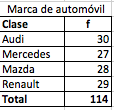 Marca de automóvil
Clase f
Audi 30
Mercedes 27
Mazda 28
Renault 29
Total 114